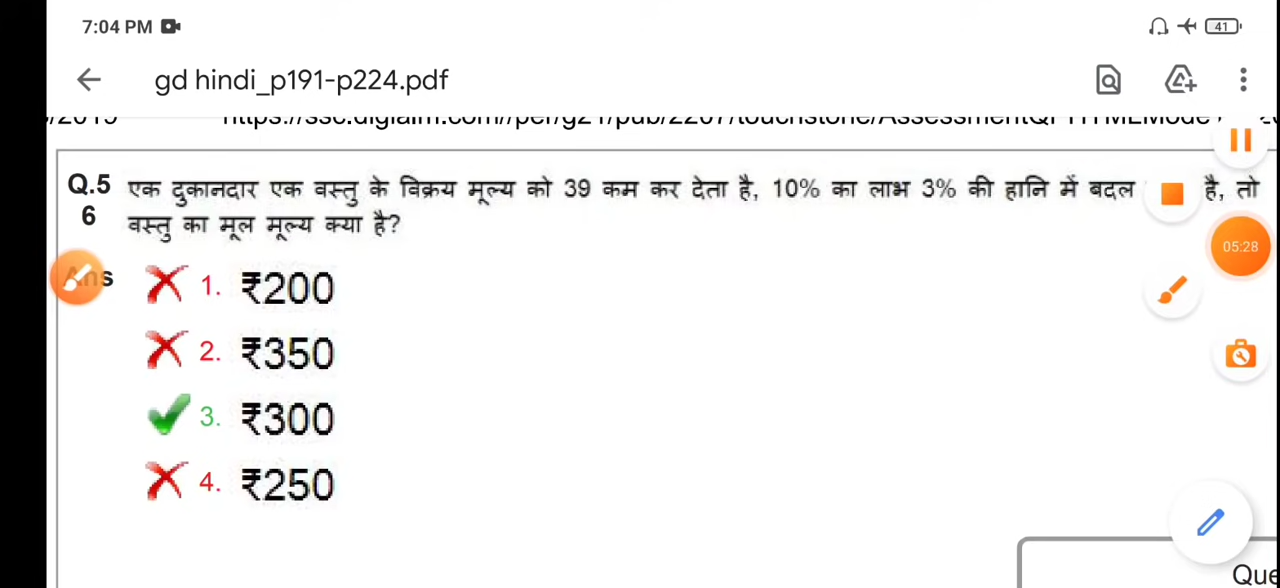 7:04 PM
41
gd hindi_p191-p224.pdf
Q.5 एक दुकानदार एक वस्तु के विक्रय मूल्य को 39 कम कर देता है, 10% का लाभ 3% की हानि में बदल है, तो
6 वस्तु का मूल मूल्य क्या है?
05:28
1. ₹200
2. ₹350
3. ₹300
4. ₹250